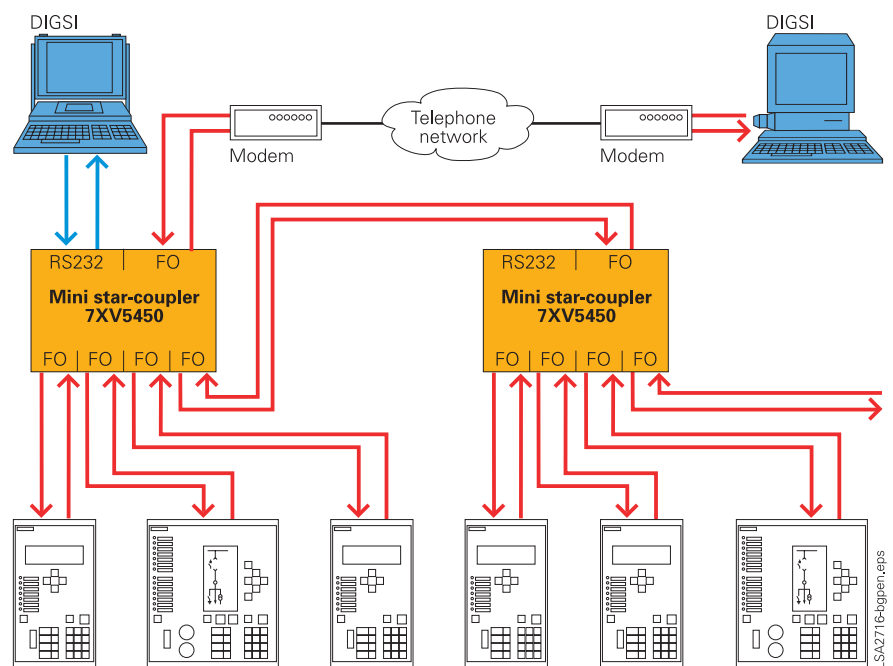 DIGSI
DIGSI
Telephone
network
Modem
Modem
RS232 FO
Mini star-coupler
7XV5450
FO FO FO FO
RS232 FO
Mini star-coupler
7XV5450
FO FO FO FO
SA2716-bgpen.eps